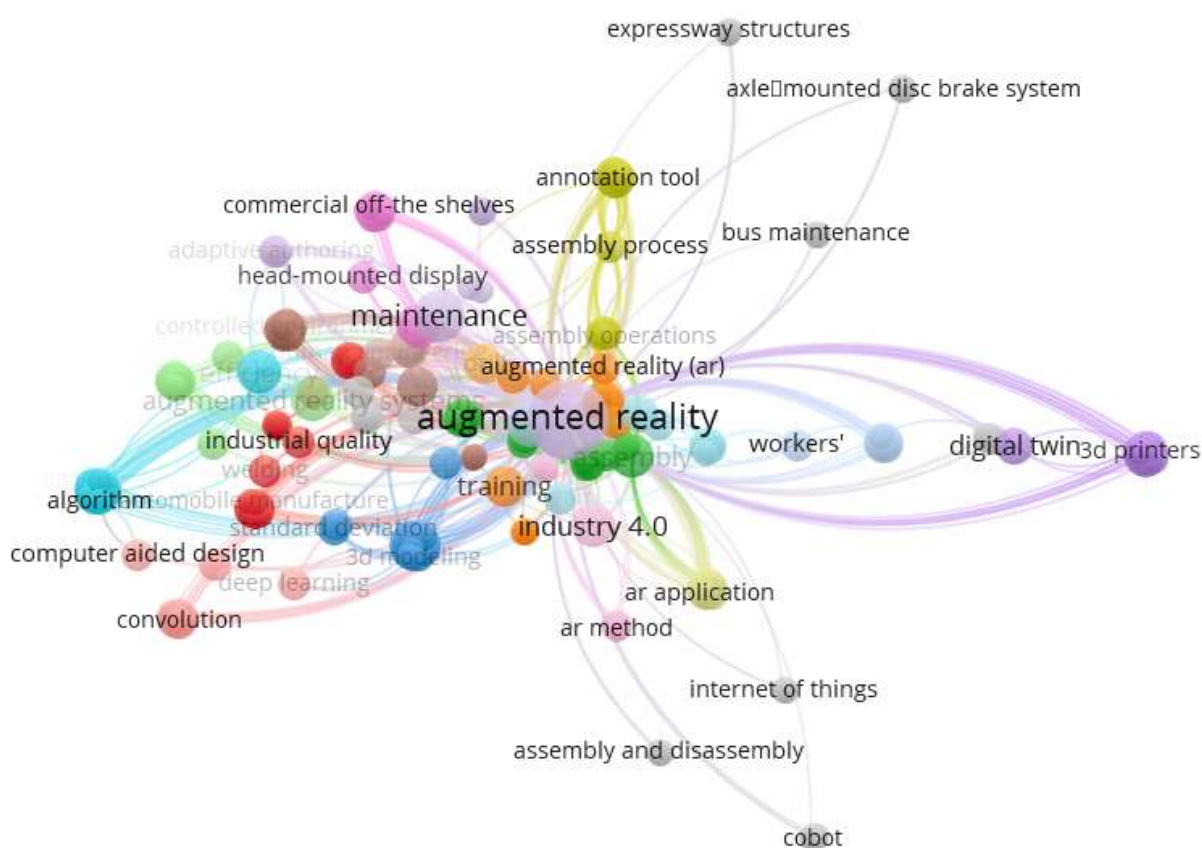 expressway structures
axle▯mounted disc brake system
annotation tool
commercial off-the shelves
bus maintenance
assembly process
adaptive authoring
head-mounted display
maintenance
assembly operations
augmented reality (ar)
augmented reality systems
augmented reality
industrial quality
workers'
digital twin
3d printers
assembly
welding
training
algorithm
automobile manufacture
standard deviation
industry 4.0
computer aided design
3d modeling
deep learning
ar application
convolution
ar method
internet of things
assembly and disassembly
cobot